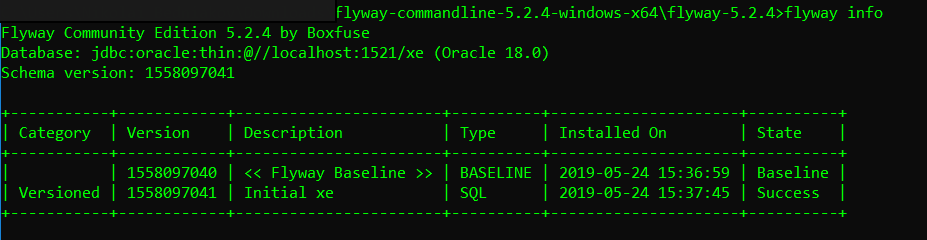 flyway-commandline-5.2.4-windows-x64\flyway-5.2.4>flyway info
Flyway Community Edition 5.2.4 by Boxfuse
Database: jdbc:oracle:thin:@//localhost:1521/xe (Oracle 18.0)
Schema version: 1558097041

+-----------+------------+-----------------------+----------+---------------------+----------+
| Category  | Version    | Description           | Type     | Installed On        | State    |
+-----------+------------+-----------------------+----------+---------------------+----------+
|           | 1558097040 | << Flyway Baseline >> | BASELINE | 2019-05-24 15:36:59 | Baseline |
| Versioned | 1558097041 | Initial xe            | SQL      | 2019-05-24 15:37:45 | Success  |
+-----------+------------+-----------------------+----------+---------------------+----------+